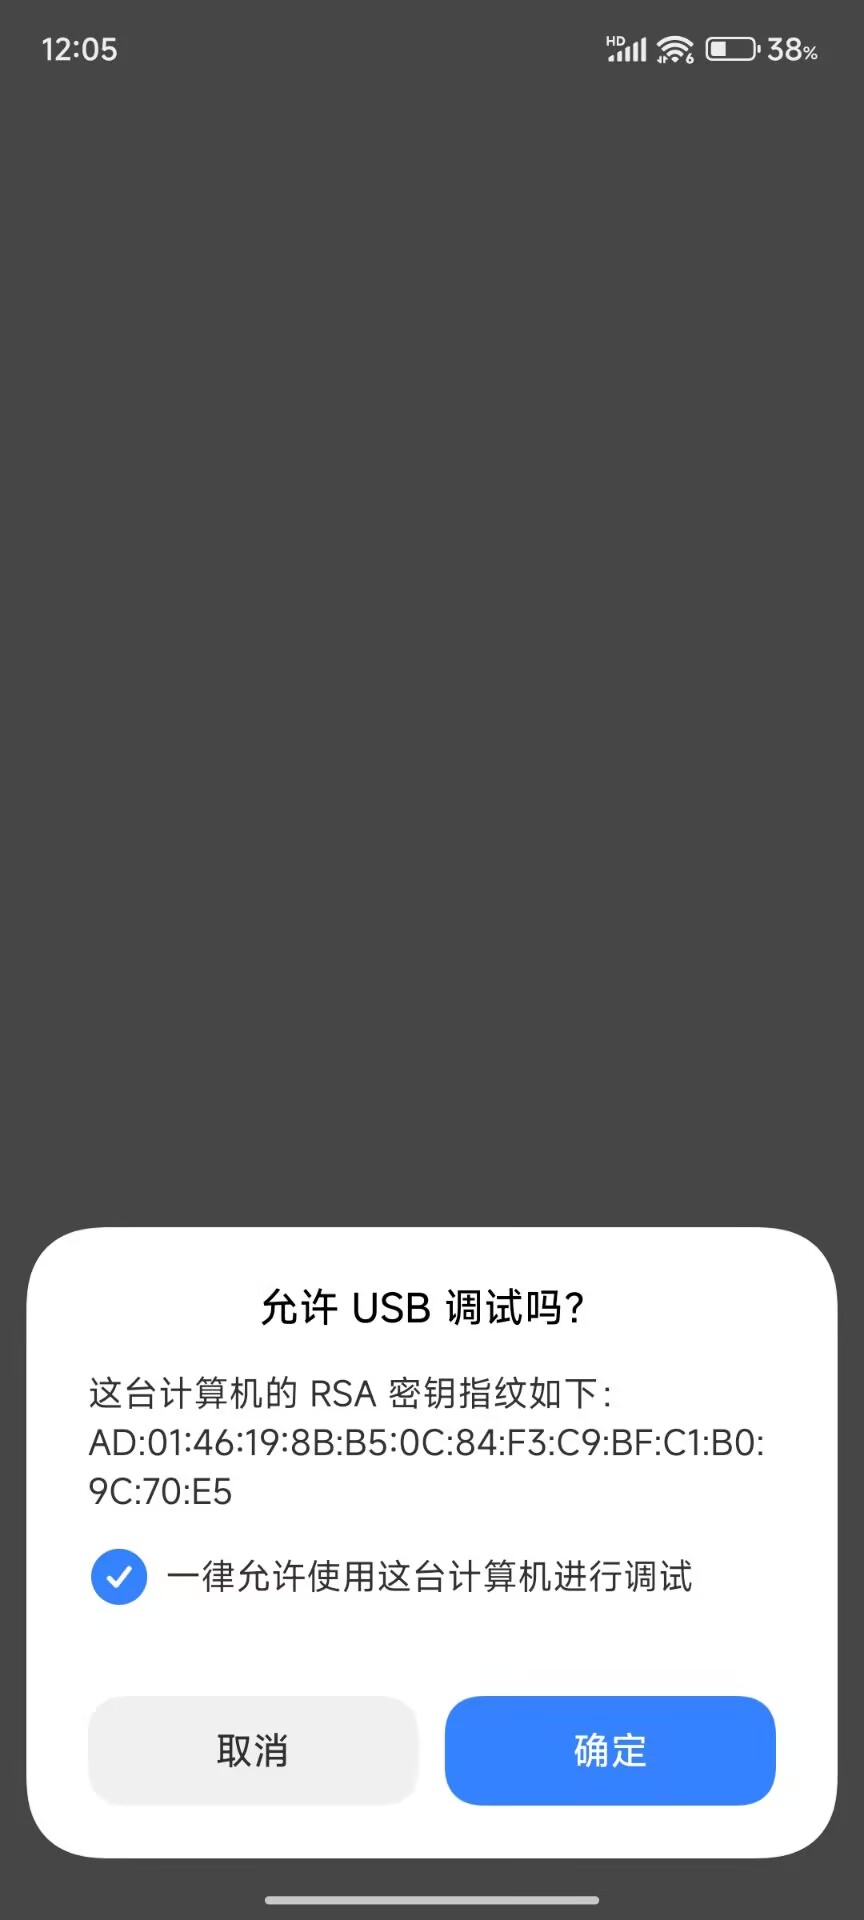 12:05
HD 6 38%
允许 USB 调试吗?
这台计算机的 RSA 密钥指纹如下:
AD:01:46:19:8B:B5:0C:84:F3:C9:BF:C1:B0:
9C:70:E5
一律允许使用这台计算机进行调试
取消
确定